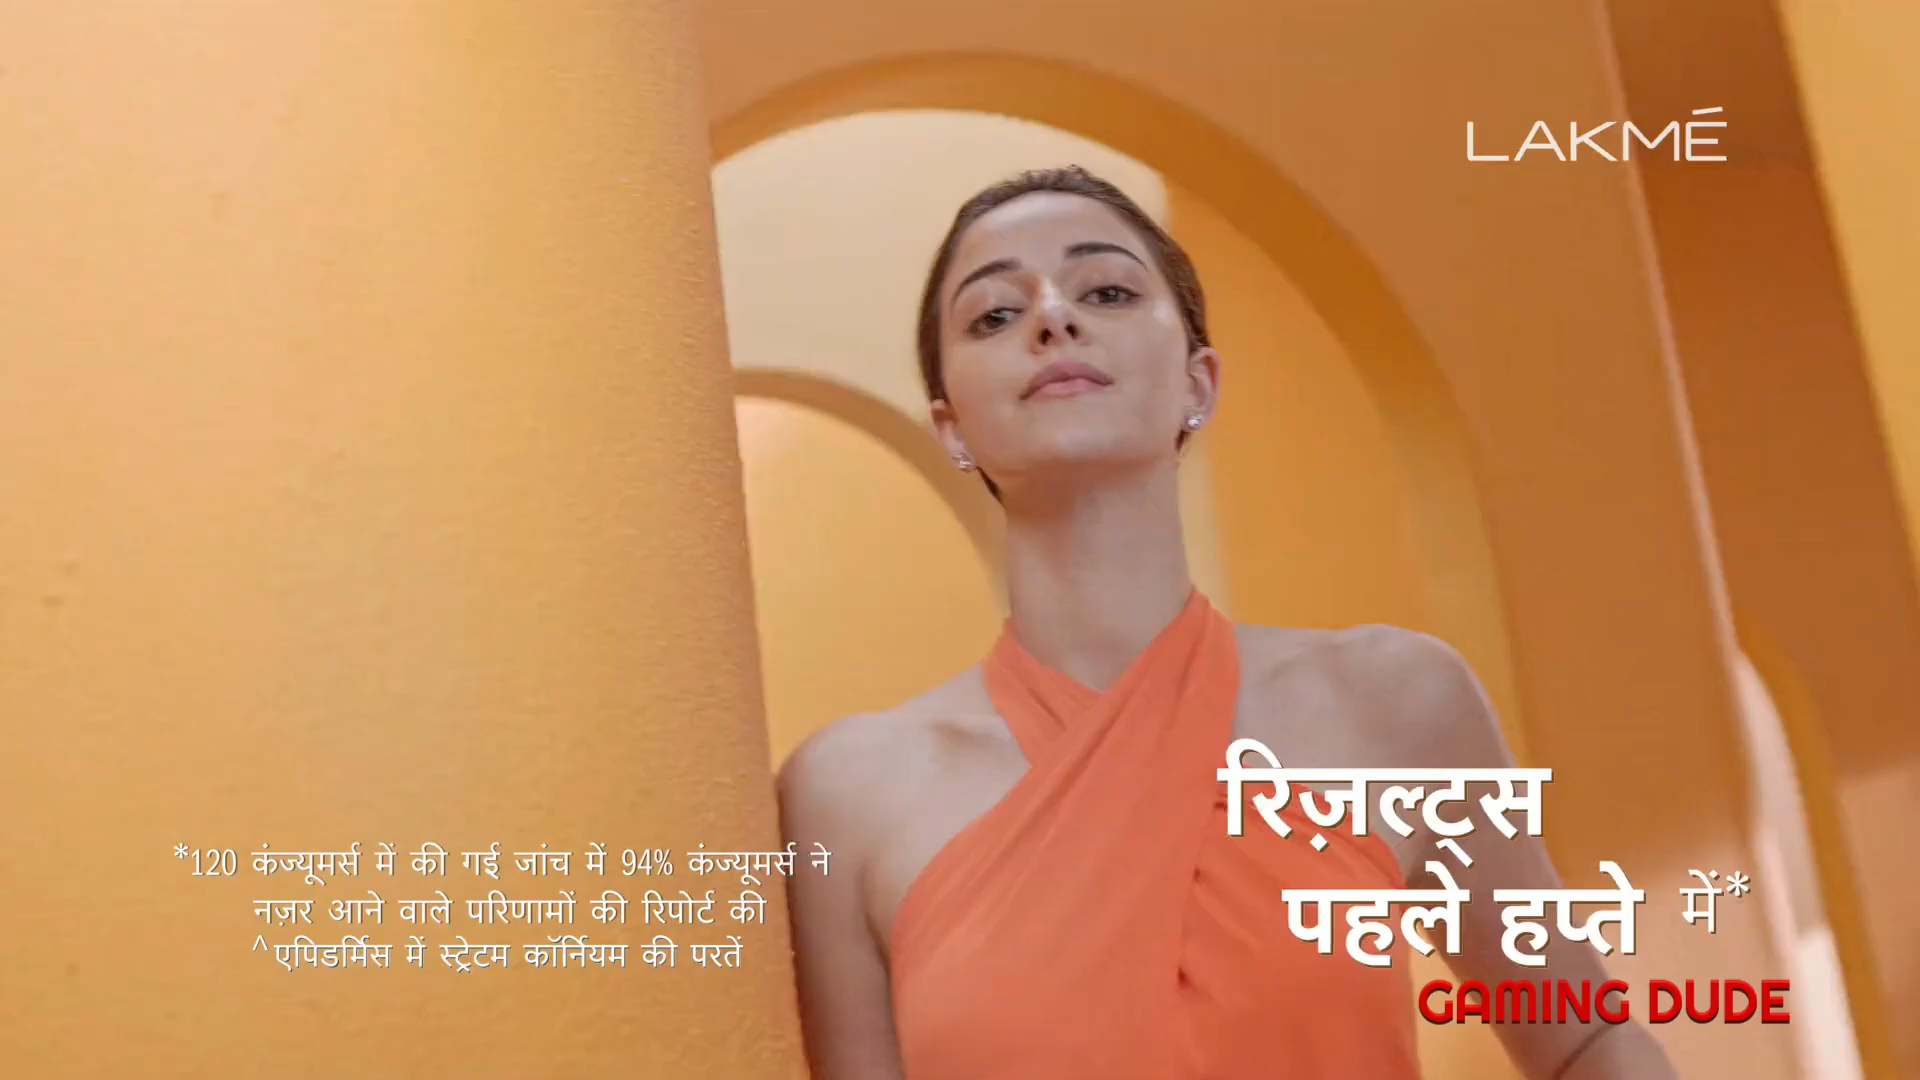 LAKMÉ
रिज़ल्ट्स
पहले हफ्ते में*
*120 कंज्यूमर्स में की गई जांच में 94% कंज्यूमर्स ने
नज़र आने वाले परिणामों की रिपोर्ट की
^एपिडर्मिस में स्ट्रेटम कॉर्नियम की परतें
GAMING DUDE